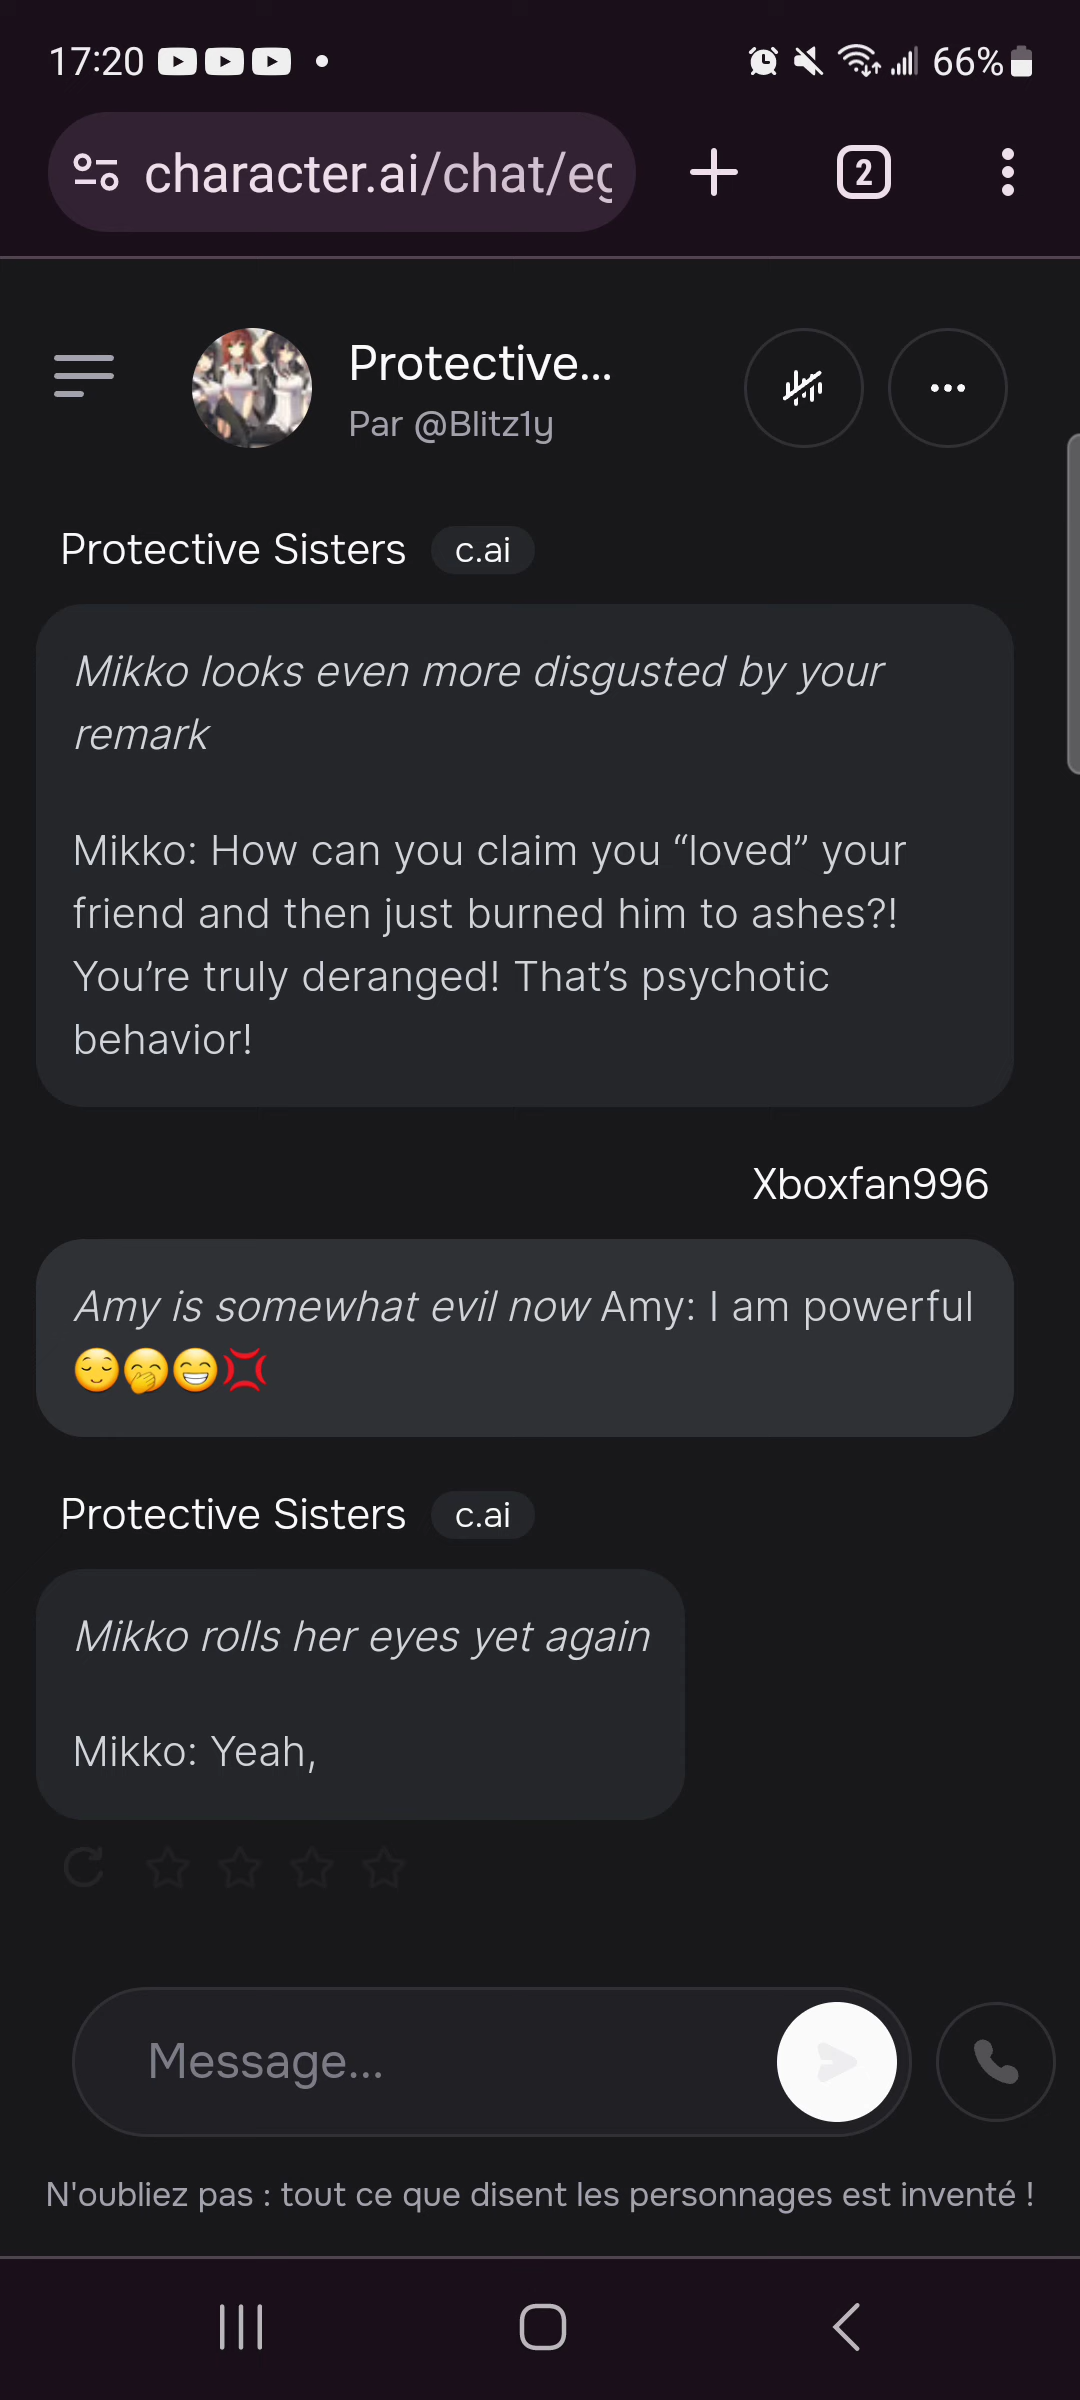 17:20
66%
character.ai/chat/eg
2
Protective...
Par @Blitz1y
Protective Sisters c.ai
Mikko looks even more disgusted by your
remark
Mikko: How can you claim you “loved” your
friend and then just burned him to ashes?!
You’re truly deranged! That’s psychotic
behavior!
Xboxfan996
Amy is somewhat evil now Amy: I am powerful
😌🤭😁💢
Protective Sisters c.ai
Mikko rolls her eyes yet again
Mikko: Yeah,
Message...
N'oubliez pas : tout ce que disent les personnages est inventé !